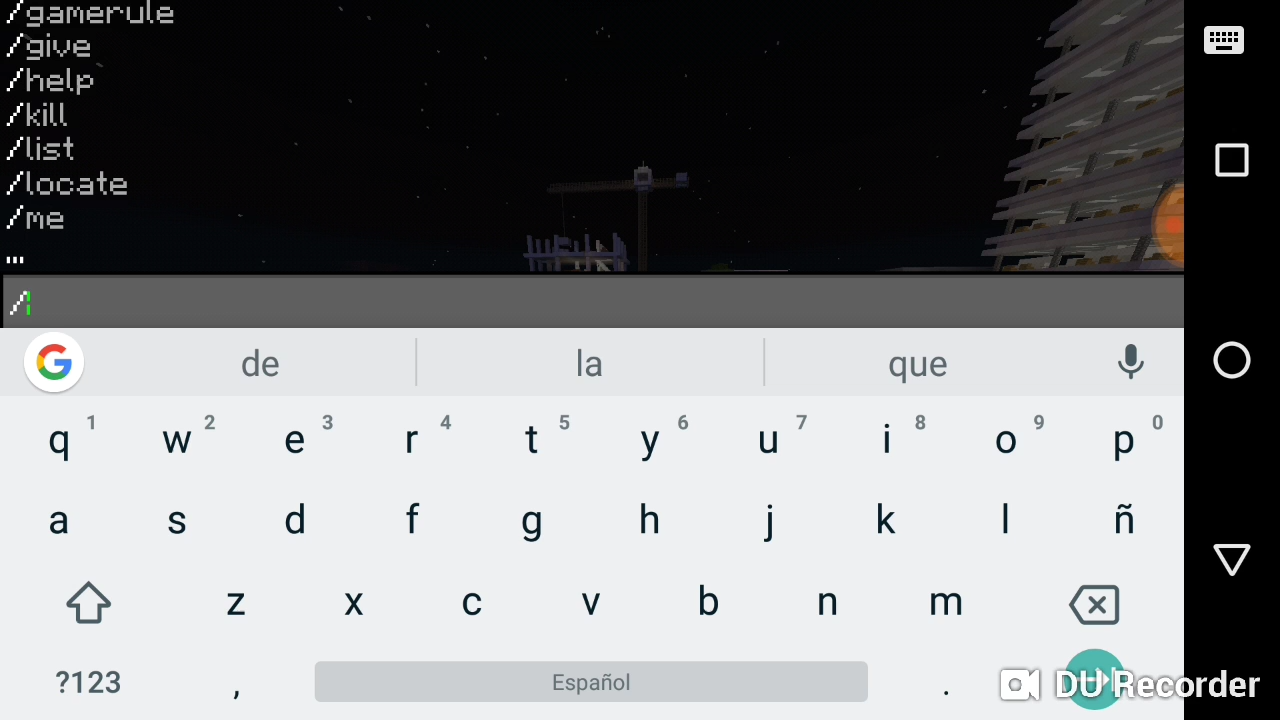 /gamerule
/give
/help
/kill
/list
/locate
/me
...
/
de la que
q 1 w 2 e 3 r 4 t 5 y 6 u 7 i 8 o 9 p 0
a s d f g h j k l ñ
z x c v b n m
?123 , Español .
DU Recorder